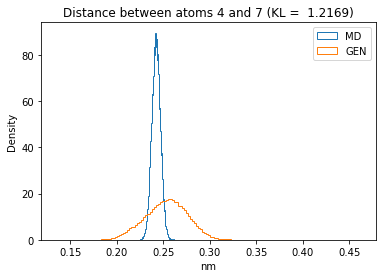 Distance between atoms 4 and 7 (KL =  1.2169)
MD
GEN
80
60
40
20
0
Density
0.15 0.20 0.25 0.30 0.35 0.40 0.45
nm